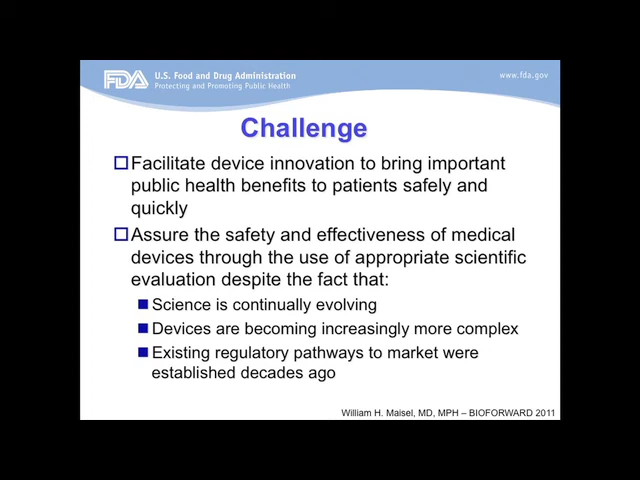 FDA U.S. Food and Drug Administration
Protecting and Promoting Public Health
www.fda.gov
Challenge
Facilitate device innovation to bring important
public health benefits to patients safely and
quickly
Assure the safety and effectiveness of medical
devices through the use of appropriate scientific
evaluation despite the fact that:
Science is continually evolving
Devices are becoming increasingly more complex
Existing regulatory pathways to market were
established decades ago
William H. Maisel, MD, MPH – BIOFORWARD 2011